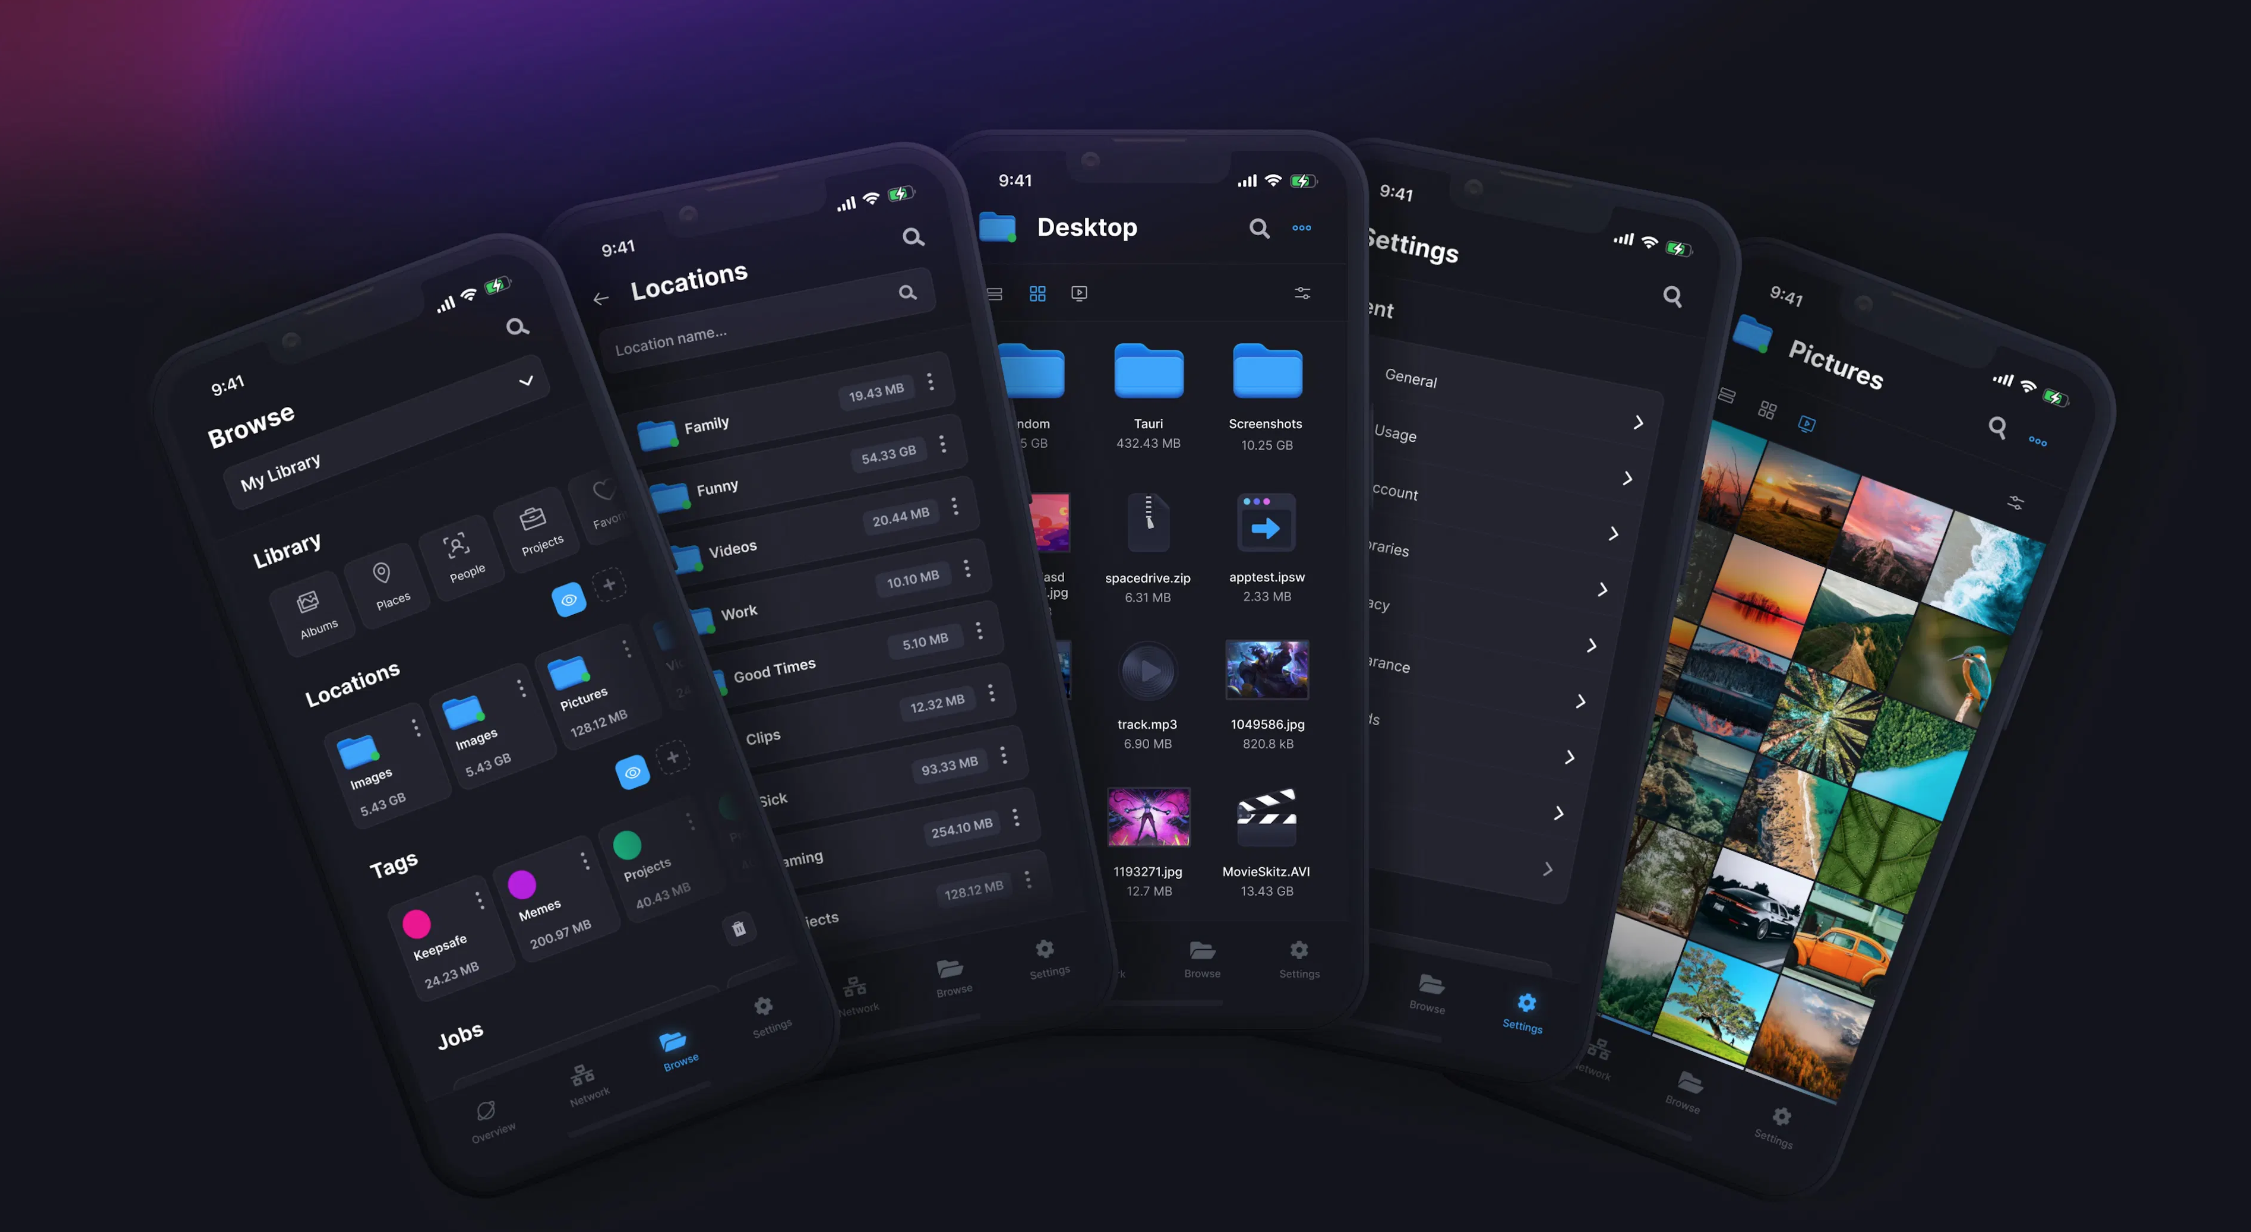 9:41
Browse
My Library
Library
Albums
Places
People
Projects
Locations
Images
5.43 GB
Images
5.43 GB
Pictures
128.12 MB
Tags
Keepsafe
24.23 MB
Memes
200.97 MB
Projects
40.43 MB
Jobs
Overview
Network
Browse
Settings
9:41
Locations
Location name...
Family
19.43 MB
Funny
54.33 GB
Videos
20.44 MB
Work
10.10 MB
Good Times
5.10 MB
Clips
12.32 MB
Sick
93.33 MB
aming
254.10 MB
jects
128.12 MB
Network
Browse
Settings
9:41
Desktop
ndom
5 GB
Tauri
432.43 MB
Screenshots
10.25 GB
asd
.jpg
spacedrive.zip
6.31 MB
apptest.ipsw
2.33 MB
track.mp3
6.90 MB
1049586.jpg
820.8 kB
1193271.jpg
12.7 MB
MovieSkitz.AVI
13.43 GB
Browse
Settings
9:41
Settings
ent
General
Usage
ccount
braries
acy
arance
ds
Browse
Settings
9:41
Pictures
etwork
Browse
Settings